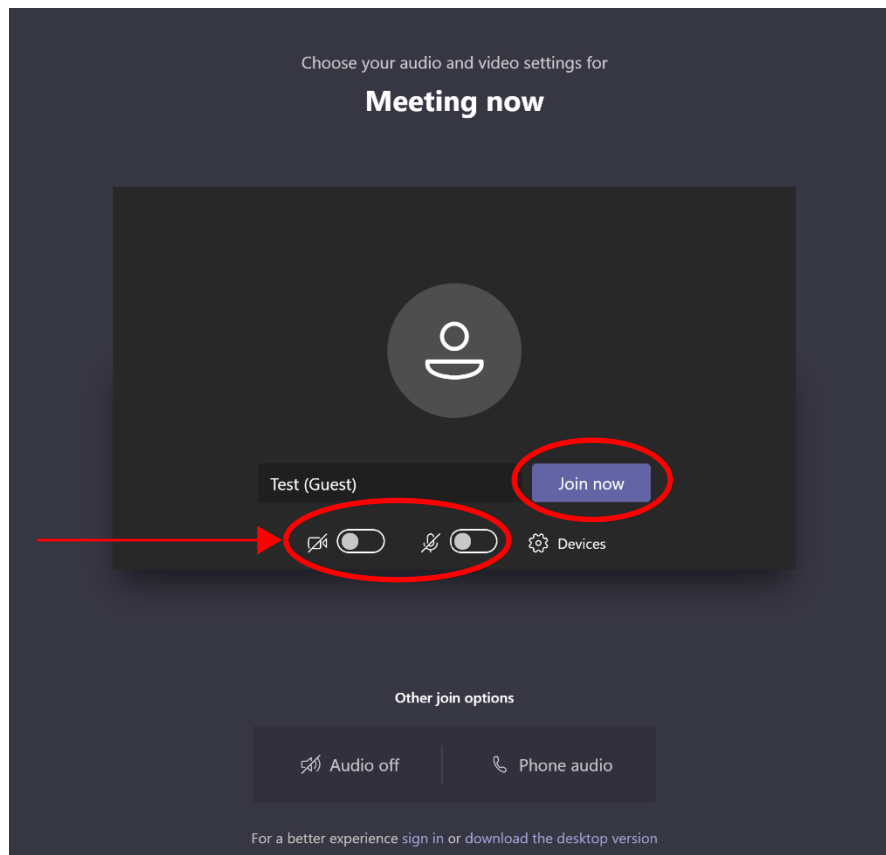 Choose your audio and video settings for
Meeting now
Test (Guest)
Join now
Devices
Other join options
Audio off
Phone audio
For a better experience sign in or download the desktop version